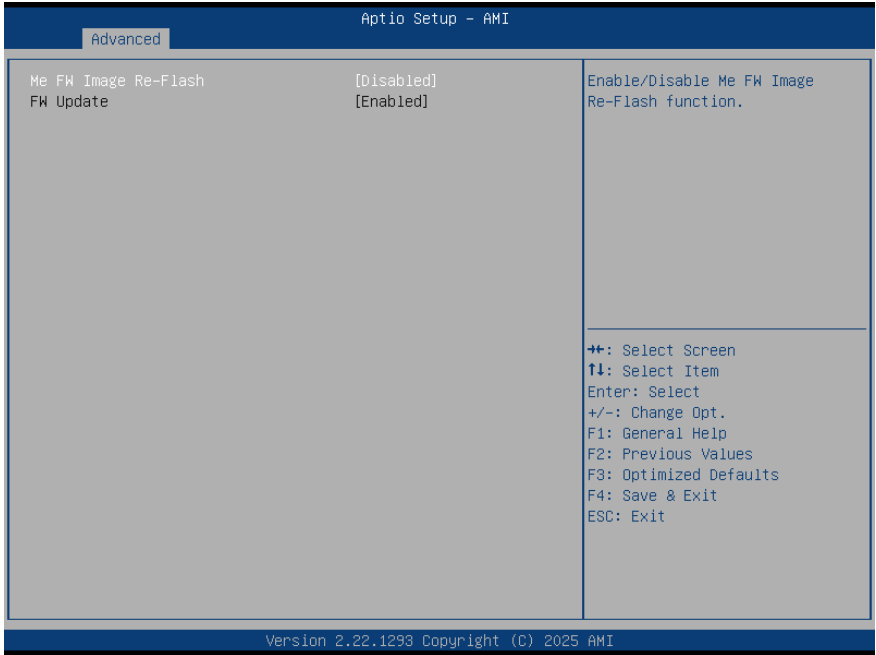 Aptio Setup – AMI
Advanced
Me FW Image Re-Flash [Disabled]
FW Update [Enabled]
Enable/Disable Me FW Image
Re-Flash function.
→←: Select Screen
↑↓: Select Item
Enter: Select
+/-: Change Opt.
F1: General Help
F2: Previous Values
F3: Optimized Defaults
F4: Save & Exit
ESC: Exit
Version 2.22.1293 Copyright (C) 2025 AMI